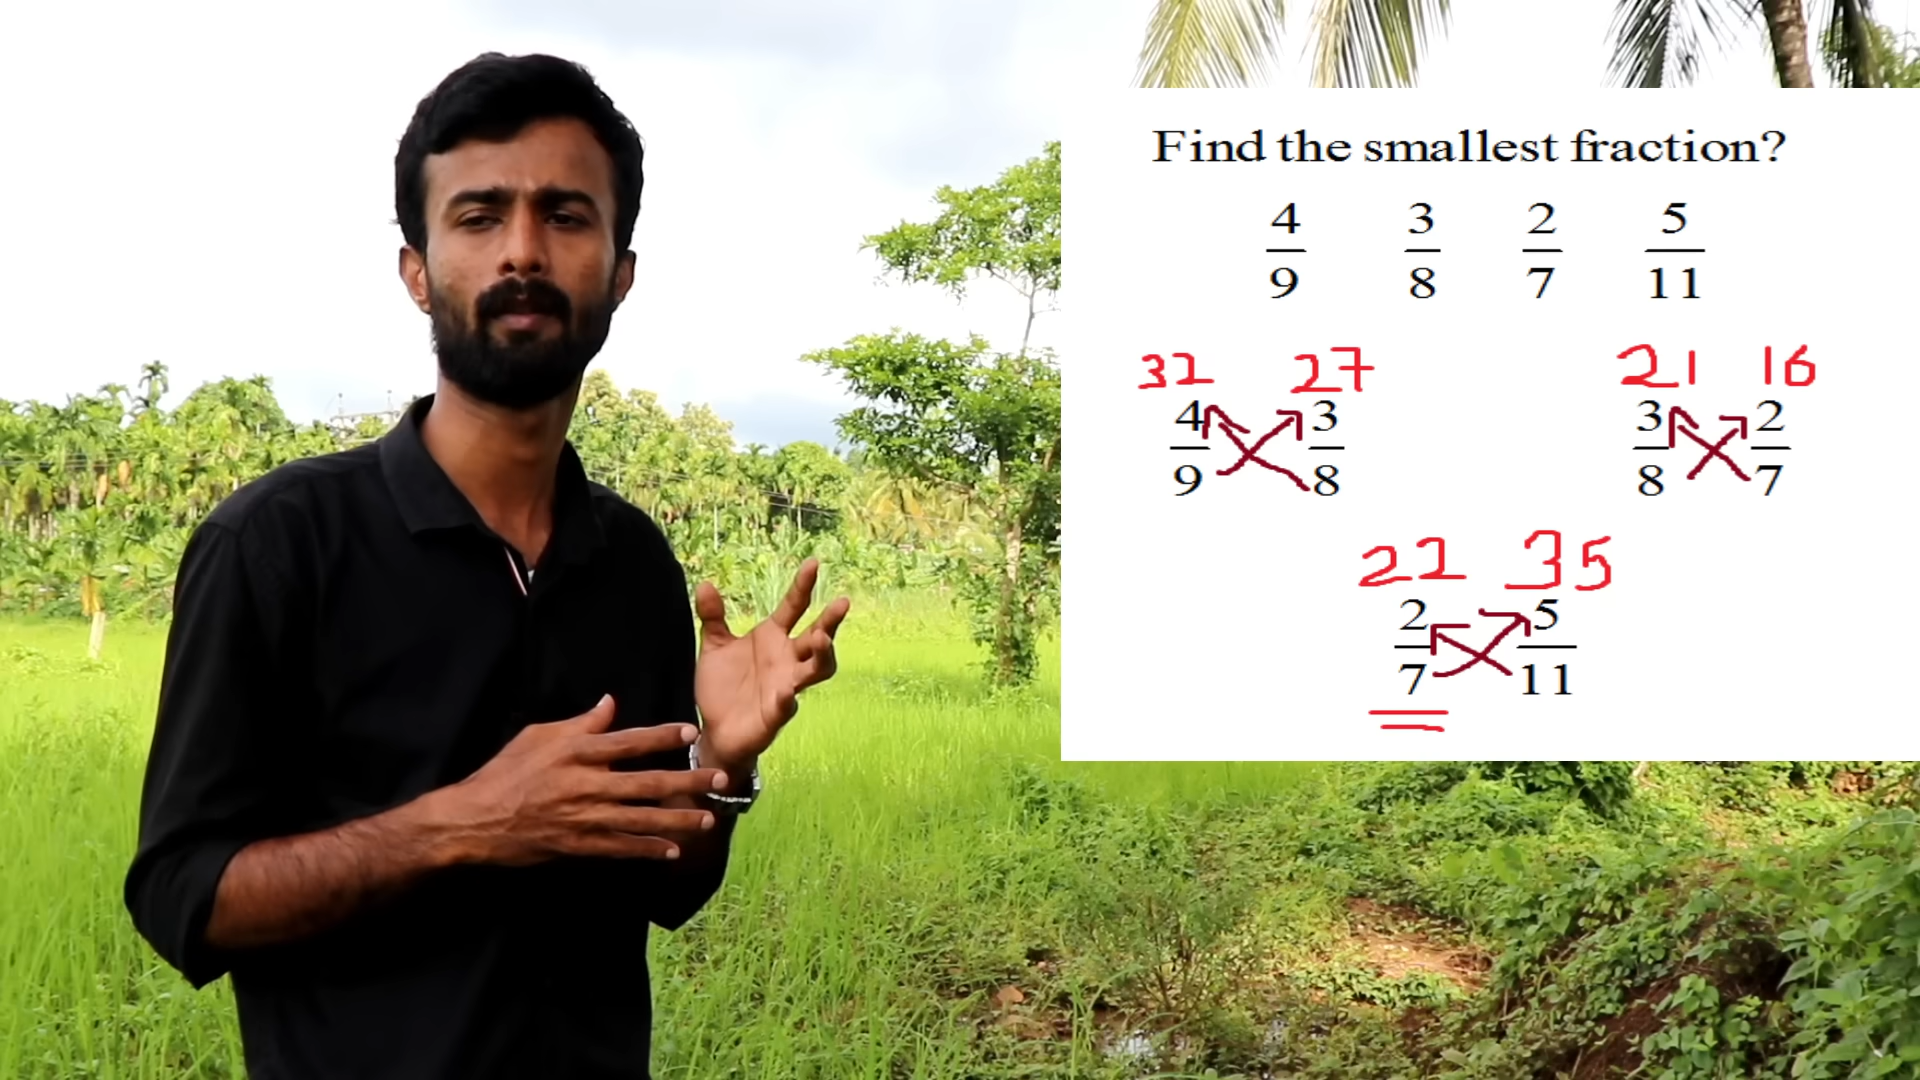 Find the smallest fraction?
4/9 3/8 2/7 5/11
32 27 21 16
4/9 3/8 3/8 2/7
22 35
2/7 5/11